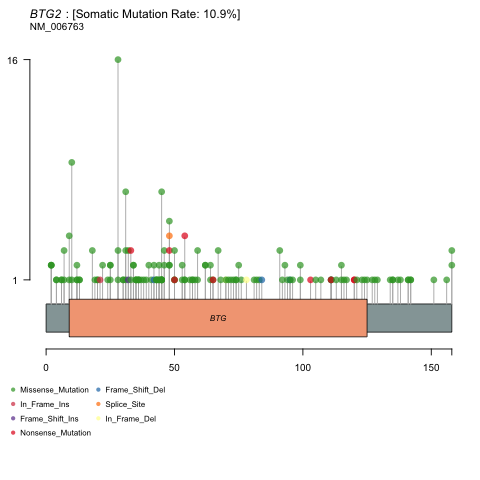 BTG2 : [Somatic Mutation Rate: 10.9%]
NM_006763
16
1
BTG
0 50 100 150
Missense_Mutation Frame_Shift_Del
In_Frame_Ins Splice_Site
Frame_Shift_Ins In_Frame_Del
Nonsense_Mutation